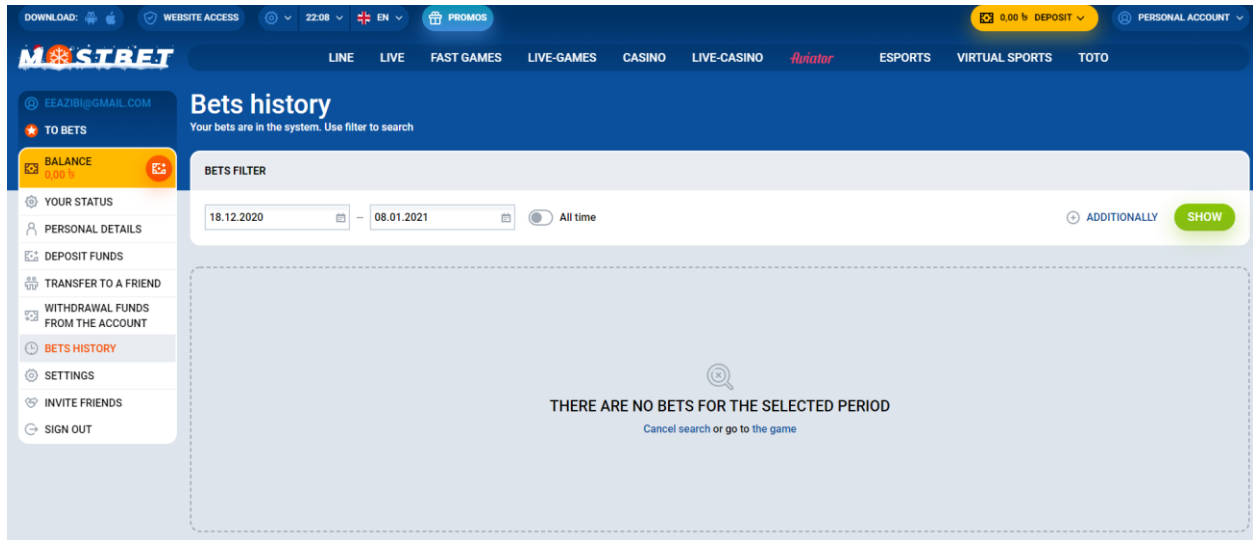 DOWNLOAD: WEBSITE ACCESS 22:08 EN PROMOS 0,00 ৳ DEPOSIT PERSONAL ACCOUNT
MOSTBET LINE LIVE FAST GAMES LIVE-GAMES CASINO LIVE-CASINO Aviator ESPORTS VIRTUAL SPORTS TOTO
EEAZIBI@GMAIL.COM
TO BETS
BALANCE
0,00 ৳
YOUR STATUS
PERSONAL DETAILS
DEPOSIT FUNDS
TRANSFER TO A FRIEND
WITHDRAWAL FUNDS
FROM THE ACCOUNT
BETS HISTORY
SETTINGS
INVITE FRIENDS
SIGN OUT
Bets history
Your bets are in the system. Use filter to search
BETS FILTER
18.12.2020 – 08.01.2021 All time ADDITIONALLY SHOW
THERE ARE NO BETS FOR THE SELECTED PERIOD
Cancel search or go to the game